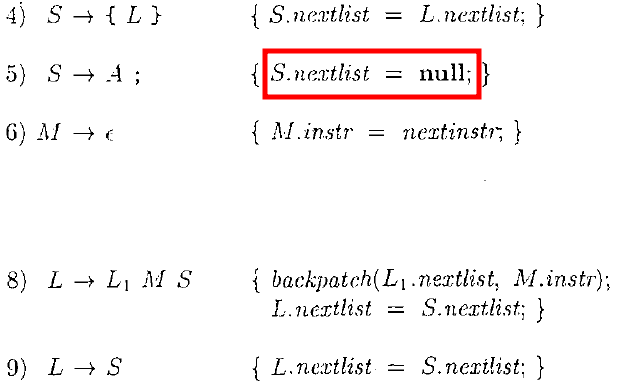 4) S → { L } { S.nextlist = L.nextlist; }
5) S → A ; { S.nextlist = null; }
6) M → ϵ { M.instr = nextinstr; }
8) L → L₁ M S { backpatch(L₁.nextlist, M.instr);
L.nextlist = S.nextlist; }
9) L → S { L.nextlist = S.nextlist; }